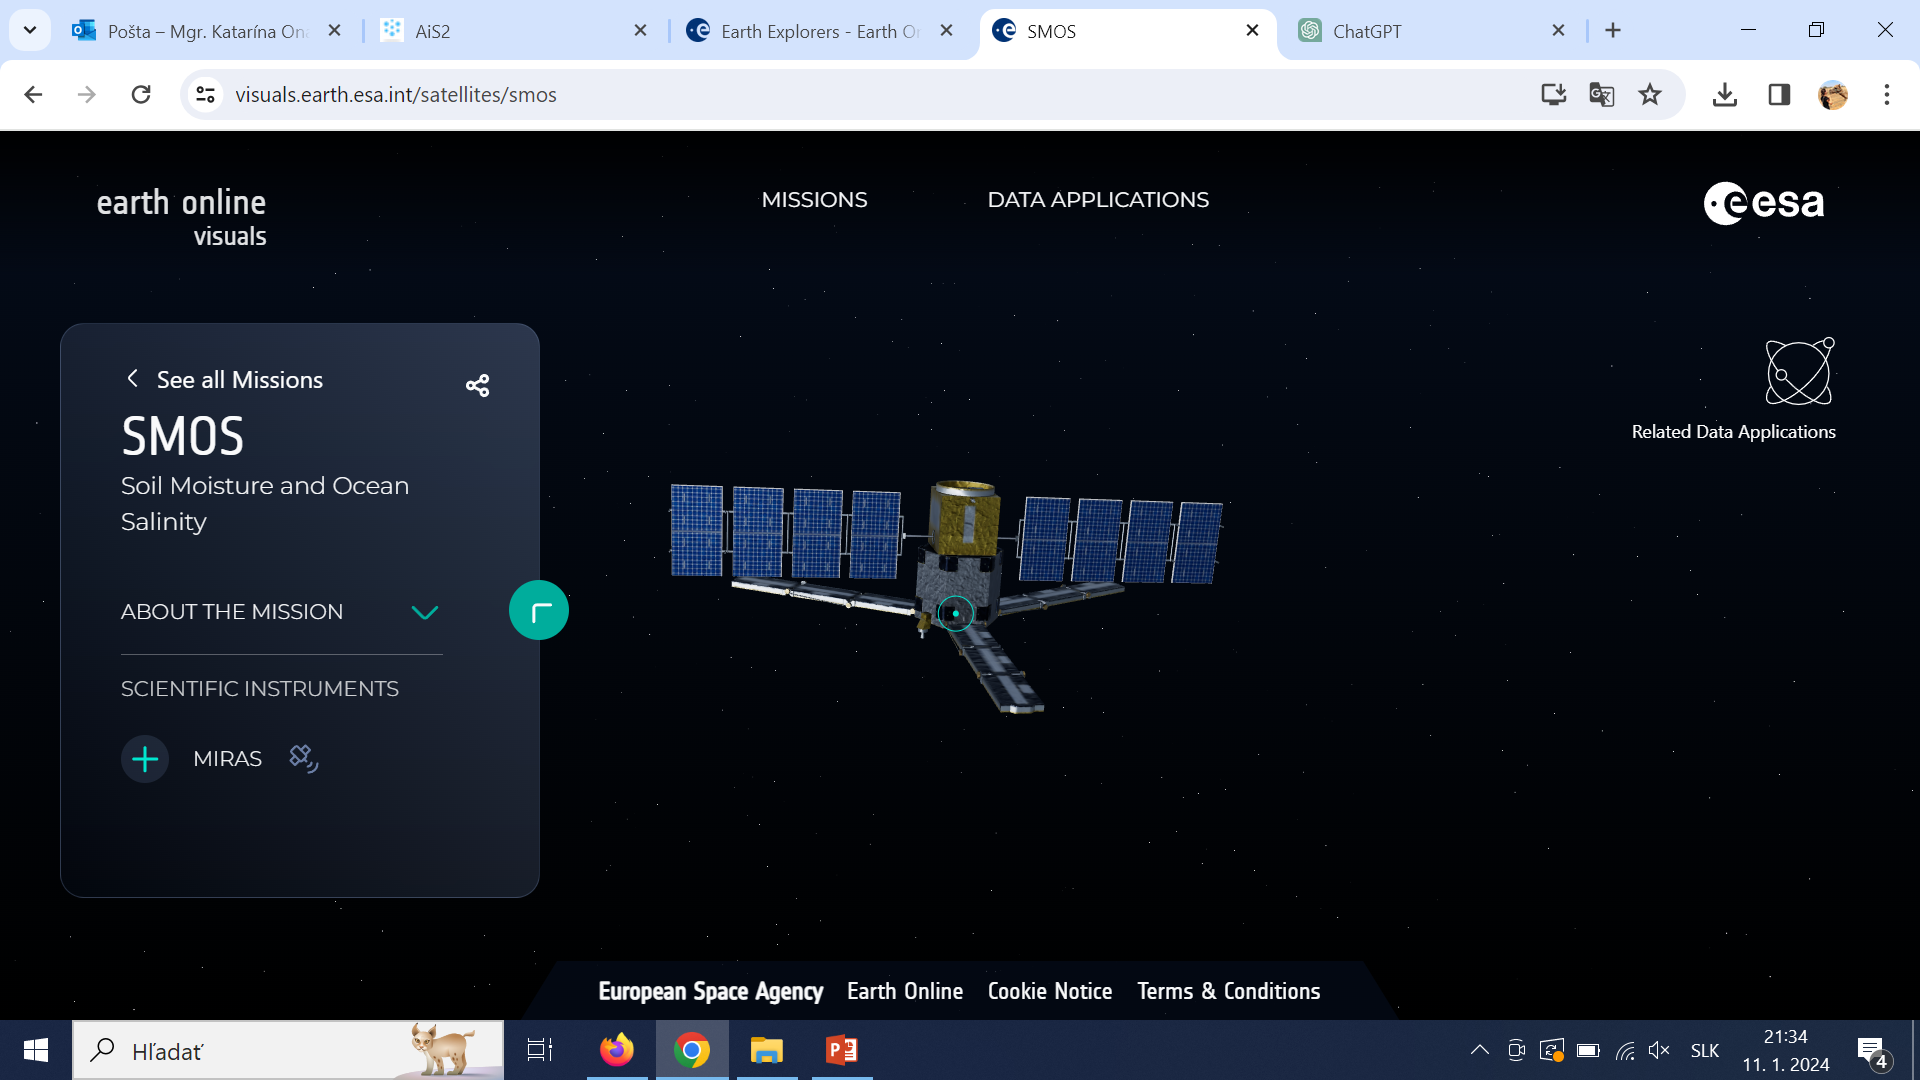 Pošta – Mgr. Katarína Ona
AiS2
Earth Explorers - Earth On
SMOS
ChatGPT
visuals.earth.esa.int/satellites/smos
earth online
visuals
MISSIONS
DATA APPLICATIONS
esa
See all Missions
SMOS
Soil Moisture and Ocean
Salinity
ABOUT THE MISSION
SCIENTIFIC INSTRUMENTS
MIRAS
Related Data Applications
European Space Agency
Earth Online
Cookie Notice
Terms & Conditions
Hľadať
SLK
21:34
11. 1. 2024
4